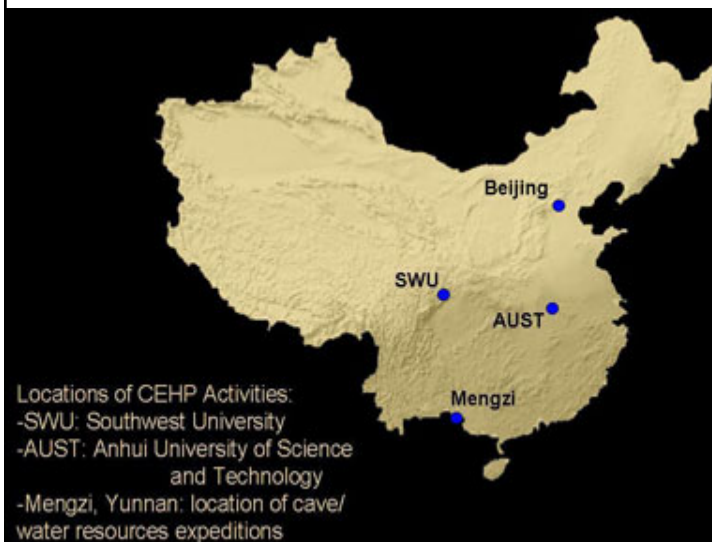 Beijing
SWU
AUST
Mengzi
Locations of CEHP Activities:
-SWU: Southwest University
-AUST: Anhui University of Science
and Technology
-Mengzi, Yunnan: location of cave/
water resources expeditions